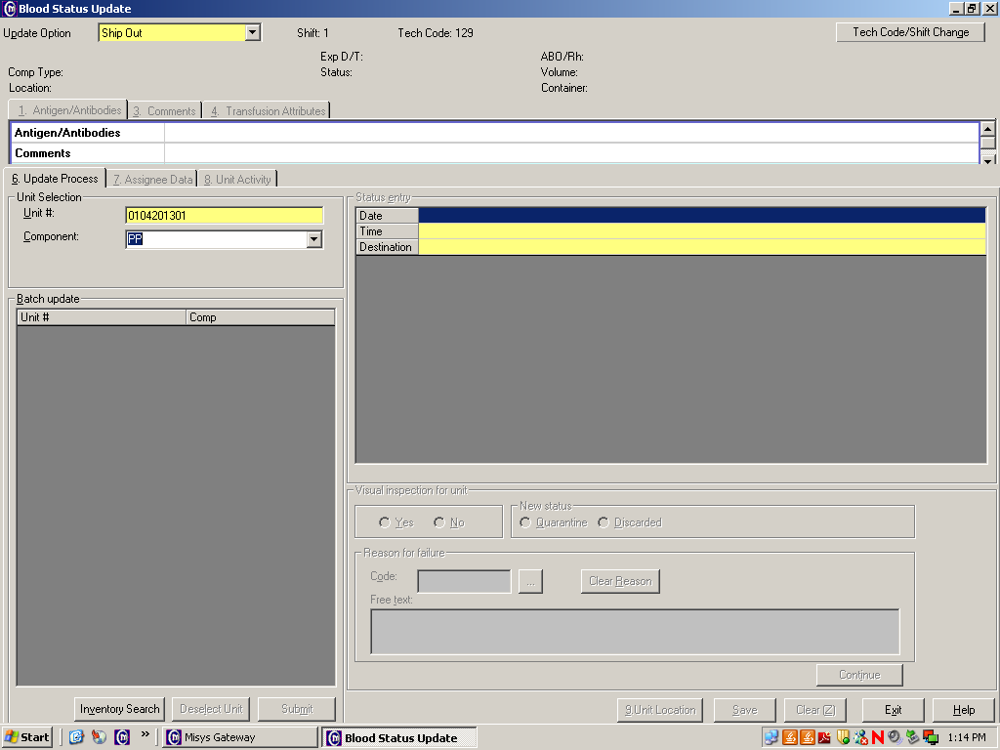 Blood Status Update
Update Option Ship Out Shift: 1 Tech Code: 129 Tech Code/Shift Change
Exp D/T: ABO/Rh:
Comp Type: Status: Volume:
Location: Container:
1. Antigen/Antibodies 3. Comments 4. Transfusion Attributes
Antigen/Antibodies
Comments
6. Update Process 7. Assignee Data 8. Unit Activity
Unit Selection
Unit #: 0104201301
Component: PP
Batch update
Unit # Comp
Inventory Search Deselect Unit Submit
Status entry
Date
Time
Destination
Visual inspection for unit
Yes No
New status
Quarantine Discarded
Reason for failure
Code: ... Clear Reason
Free text:
Continue
9.Unit Location Save Clear (Z) Exit Help
Start » Misys Gateway Blood Status Update 1:14 PM